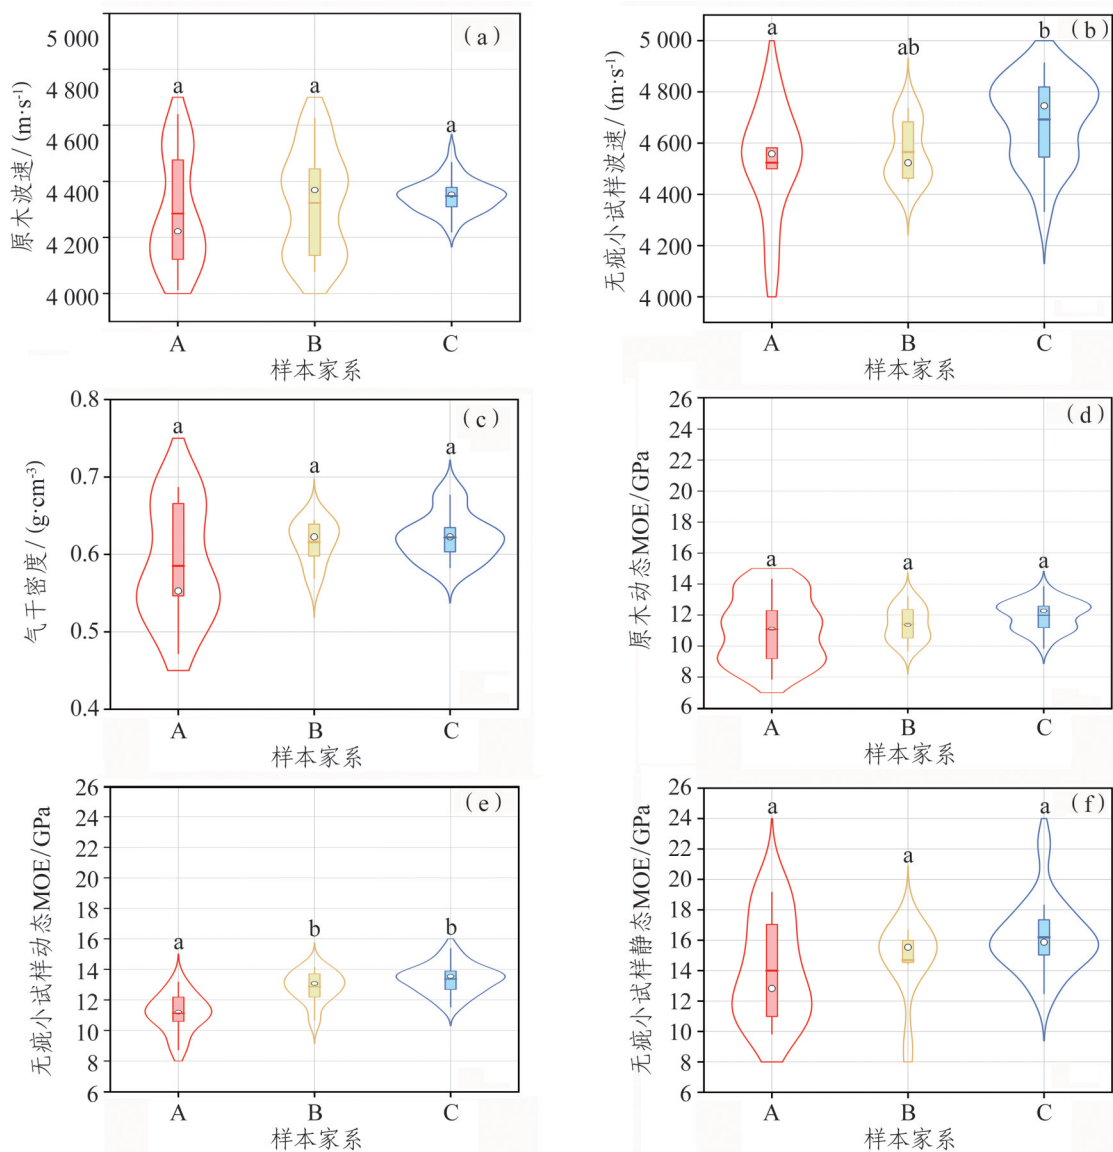 (a)
原木波速/(m·s⁻¹)
5 000
4 800
4 600
4 400
4 200
4 000
a
a
a
A
B
C
样本家系
(b)
无疵小试样波速/(m·s⁻¹)
5 000
4 800
4 600
4 400
4 200
4 000
a
ab
b
A
B
C
样本家系
(c)
气干密度/(g·cm⁻³)
0.8
0.7
0.6
0.5
0.4
a
a
a
A
B
C
样本家系
(d)
原木动态MOE/GPa
26
24
22
20
18
16
14
12
10
8
6
a
a
a
A
B
C
样本家系
(e)
无疵小试样动态MOE/GPa
26
24
22
20
18
16
14
12
10
8
6
a
b
b
A
B
C
样本家系
(f)
无疵小试样静态MOE/GPa
26
24
22
20
18
16
14
12
10
8
6
a
a
a
A
B
C
样本家系